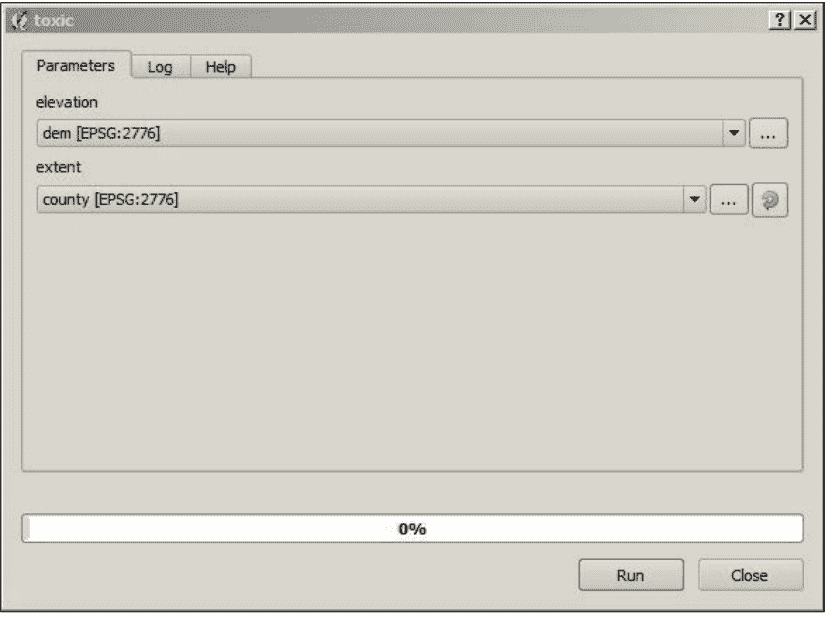 toxic
Parameters Log Help
elevation
dem [EPSG:2776]
...
extent
county [EPSG:2776]
...
0%
Run Close